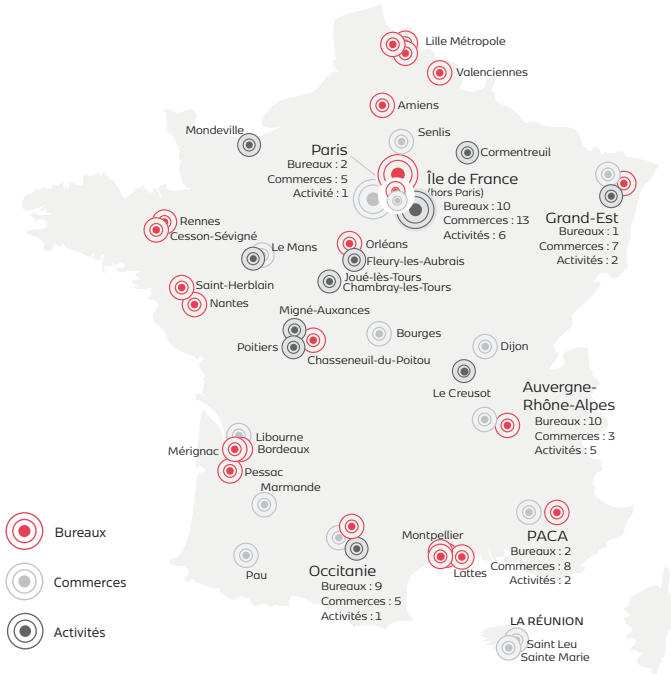 Lille Métropole
Valenciennes
Amiens
Mondeville
Senlis
Cormentreuil
Paris
Bureaux : 2
Commerces : 5
Activité : 1
Île de France
(hors Paris)
Bureaux : 10
Commerces : 13
Activités : 6
Grand-Est
Bureaux : 1
Commerces : 7
Activités : 2
Rennes
Cesson-Sévigné
Le Mans
Orléans
Fleury-les-Aubrais
Joué-lès-Tours
Chambray-les-Tours
Saint-Herblain
Nantes
Migné-Auxances
Poitiers
Chasseneuil-du-Poitou
Bourges
Dijon
Le Creusot
Auvergne-
Rhône-Alpes
Bureaux : 10
Commerces : 3
Activités : 5
Libourne
Bordeaux
Mérignac
Pessac
Marmande
Pau
Occitanie
Bureaux : 9
Commerces : 5
Activités : 1
Montpellier
Lattes
PACA
Bureaux : 2
Commerces : 8
Activités : 2
LA RÉUNION
Saint Leu
Sainte Marie
Bureaux
Commerces
Activités